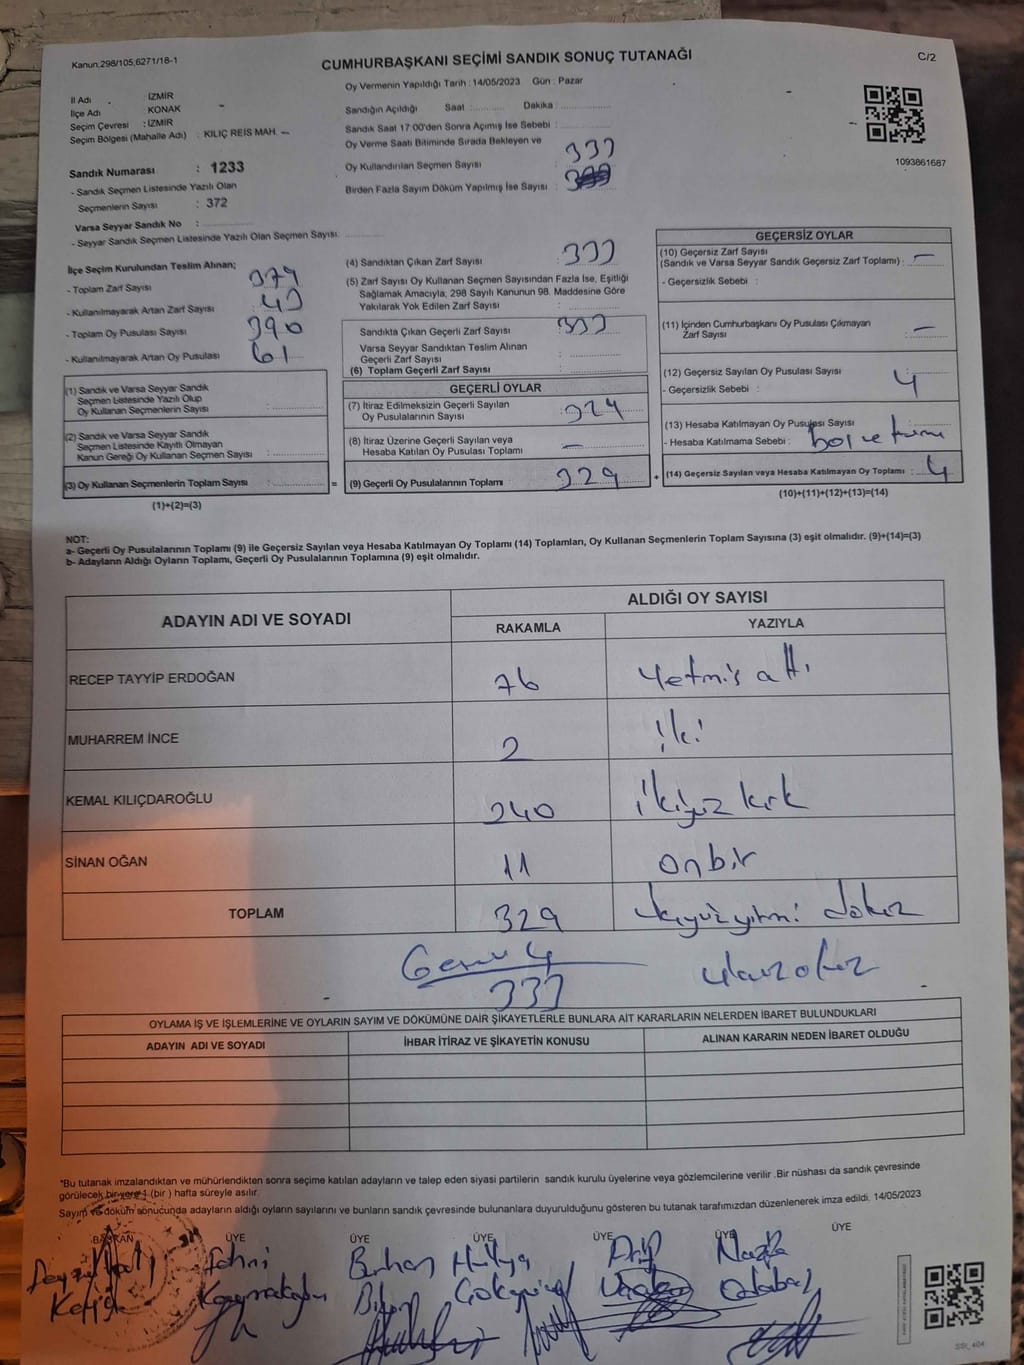 Kanun;298/105,6271/18-1
CUMHURBAŞKANI SEÇİMİ SANDIK SONUÇ TUTANAĞI
C/2
İl Adı : İZMİR
İlçe Adı : KONAK
Seçim Çevresi : İZMİR
Seçim Bölgesi (Mahalle Adı) : KILIÇ REİS MAH.
Sandık Numarası : 1233
- Sandık Seçmen Listesinde Yazılı Olan
Seçmenlerin Sayısı : 372
Varsa Seyyar Sandık No :
- Seyyar Sandık Seçmen Listesinde Yazılı Olan Seçmen Sayısı:
Oy Vermenin Yapıldığı Tarih : 14/05/2023 Gün : Pazar
Sandığın Açıldığı Saat : Dakika :
Sandık Saat 17:00'den Sonra Açılmış İse Sebebi :
Oy Verme Saati Bitiminde Sırada Bekleyen ve
Oy Kullandırılan Seçmen Sayısı : 333
Birden Fazla Sayım Döküm Yapılmış İse Sayısı :
1093861687
İlçe Seçim Kurulundan Teslim Alınan;
- Toplam Zarf Sayısı : 379
- Kullanılmayarak Artan Zarf Sayısı : 43
- Toplam Oy Pusulası Sayısı : 390
- Kullanılmayarak Artan Oy Pusulası : 61
(4) Sandıktan Çıkan Zarf Sayısı : 333
(5) Zarf Sayısı Oy Kullanan Seçmen Sayısından Fazla İse, Eşitliği
Sağlamak Amacıyla; 298 Sayılı Kanunun 98. Maddesine Göre
Yakılarak Yok Edilen Zarf Sayısı :
Sandıkta Çıkan Geçerli Zarf Sayısı : 333
Varsa Seyyar Sandıktan Teslim Alınan
Geçerli Zarf Sayısı :
(6) Toplam Geçerli Zarf Sayısı :
GEÇERSİZ OYLAR
(10) Geçersiz Zarf Sayısı
(Sandık ve Varsa Seyyar Sandık Geçersiz Zarf Toplamı) : —
- Geçersizlik Sebebi :
(11) İçinden Cumhurbaşkanı Oy Pusulası Çıkmayan
Zarf Sayısı : —
(12) Geçersiz Sayılan Oy Pusulası Sayısı : 4
- Geçersizlik Sebebi :
(13) Hesaba Katılmayan Oy Pusulası Sayısı :
- Hesaba Katılmama Sebebi :
(14) Geçersiz Sayılan veya Hesaba Katılmayan Oy Toplamı : 4
(10)+(11)+(12)+(13)=(14)
(1) Sandık ve Varsa Seyyar Sandık
Seçmen Listesinde Yazılı Olup
Oy Kullanan Seçmenlerin Sayısı :
(2) Sandık ve Varsa Seyyar Sandık
Seçmen Listesinde Kayıtlı Olmayan
Kanun Gereği Oy Kullanan Seçmen Sayısı :
(3) Oy Kullanan Seçmenlerin Toplam Sayısı :
(1)+(2)=(3)
=
GEÇERLİ OYLAR
(7) İtiraz Edilmeksizin Geçerli Sayılan
Oy Pusulalarının Sayısı : 329
(8) İtiraz Üzerine Geçerli Sayılan veya
Hesaba Katılan Oy Pusulası Toplamı : —
(9) Geçerli Oy Pusulalarının Toplamı : 329
+
NOT:
a- Geçerli Oy Pusulalarının Toplamı (9) ile Geçersiz Sayılan veya Hesaba Katılmayan Oy Toplamı (14) Toplamları, Oy Kullanan Seçmenlerin Toplam Sayısına (3) eşit olmalıdır. (9)+(14)=(3)
b- Adayların Aldığı Oyların Toplamı, Geçerli Oy Pusulalarının Toplamına (9) eşit olmalıdır.
ADAYIN ADI VE SOYADI
ALDIĞI OY SAYISI
RAKAMLA YAZIYLA
RECEP TAYYİP ERDOĞAN 76 Yetmiş altı
MUHARREM İNCE 2 iki
KEMAL KILIÇDAROĞLU 240 ikiyüz kırk
SİNAN OĞAN 11 onbir
TOPLAM 329
333
OYLAMA İŞ VE İŞLEMLERİNE VE OYLARIN SAYIM VE DÖKÜMÜNE DAİR ŞİKAYETLERLE BUNLARA AİT KARARLARIN NELERDEN İBARET BULUNDUKLARI
ADAYIN ADI VE SOYADI İHBAR İTİRAZ VE ŞİKAYETİN KONUSU ALINAN KARARIN NEDEN İBARET OLDUĞU
*Bu tutanak imzalandıktan ve mühürlendikten sonra seçime katılan adayların ve talep eden siyasi partilerin sandık kurulu üyelerine veya gözlemcilerine verilir .Bir nüshası da sandık çevresinde
görülecek bir yere 1 (bir ) hafta süreyle asılır.
Sayım ve döküm sonucunda adayların aldığı oyların sayılarını ve bunların sandık çevresinde bulunanlara duyurulduğunu gösteren bu tutanak tarafımızdan düzenlenerek imza edildi. 14/05/2023
BAŞKAN ÜYE ÜYE ÜYE ÜYE ÜYE ÜYE
Fehmi Burhan Hülya